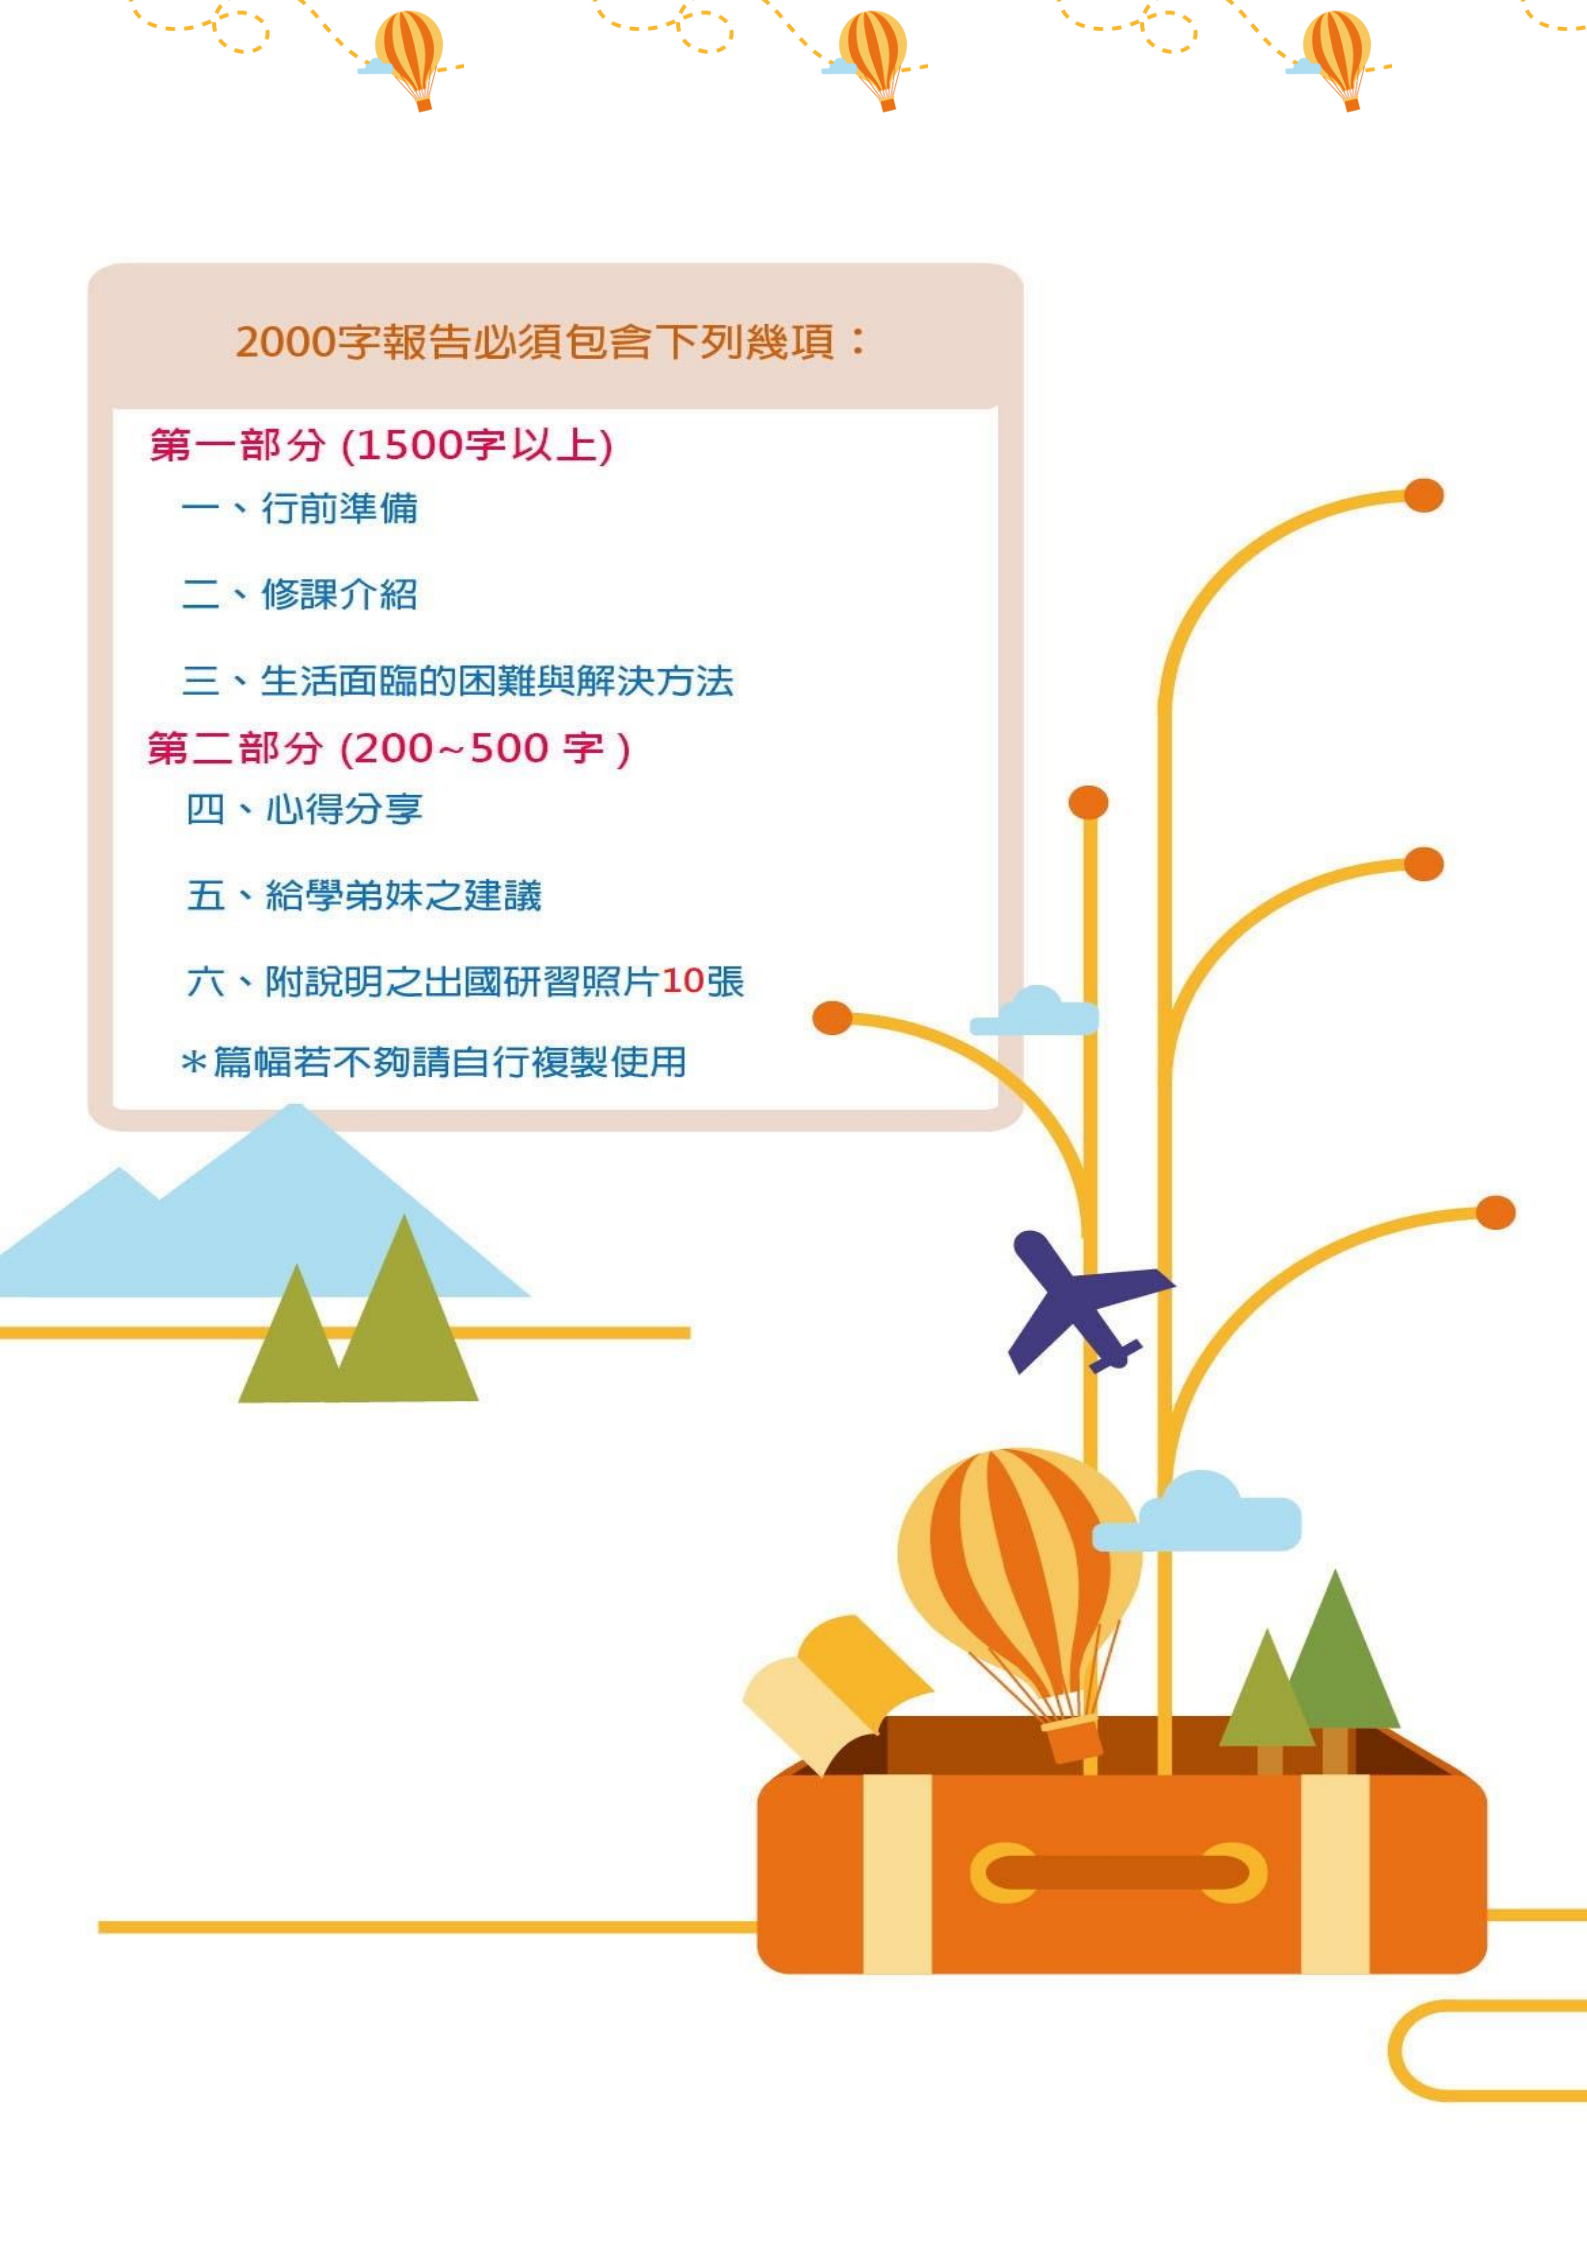 2000字報告必須包含下列幾項：
第一部分 (1500字以上)
一、行前準備
二、修課介紹
三、生活面臨的困難與解決方法
第二部分 (200~500 字 )
四、心得分享
五、給學弟妹之建議
六、附說明之出國研習照片10張
＊篇幅若不夠請自行複製使用